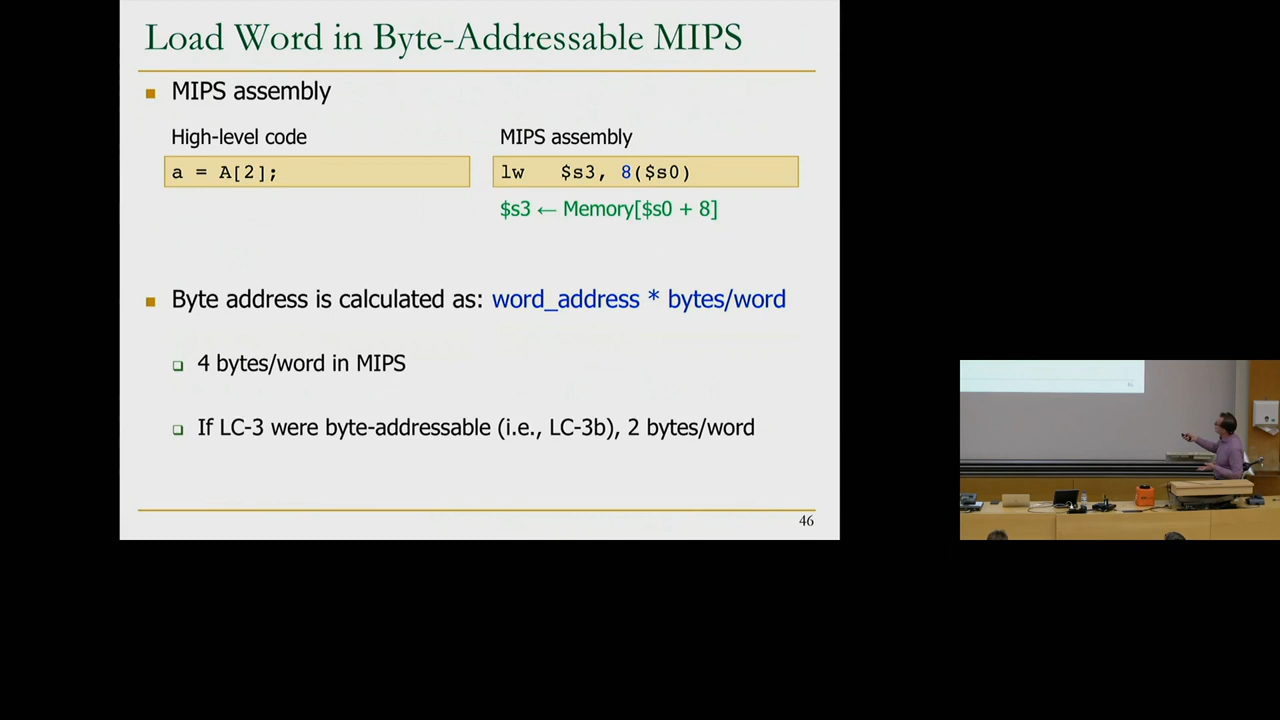 Load Word in Byte-Addressable MIPS
MIPS assembly
High-level code
MIPS assembly
a = A[2];
lw $s3, 8($s0)
$s3 ← Memory[$s0 + 8]
Byte address is calculated as: word_address * bytes/word
4 bytes/word in MIPS
If LC-3 were byte-addressable (i.e., LC-3b), 2 bytes/word
46